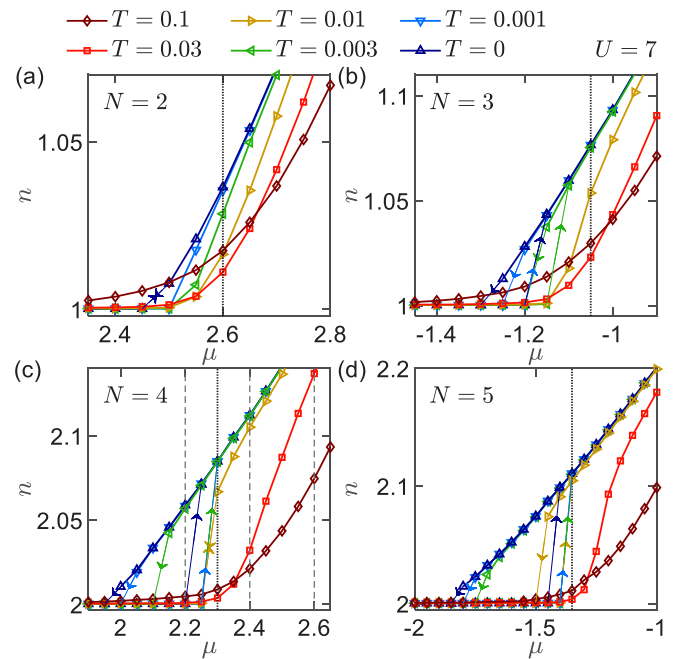 T = 0.1 T = 0.01 T = 0.001
T = 0.03 T = 0.003 T = 0 U = 7
(a) N = 2
1.05
1
n
2.4 2.6 2.8
μ
(b) N = 3
1.1
1.05
1
n
-1.4 -1.2 -1
μ
(c) N = 4
2.1
2.05
2
n
2 2.2 2.4 2.6
μ
(d) N = 5
2.2
2.1
2
n
-2 -1.5 -1
μ